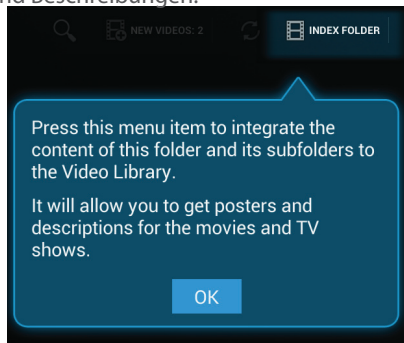 nd Beschreibungen.
NEW VIDEOS: 2 INDEX FOLDER
Press this menu item to integrate the
content of this folder and its subfolders to
the Video Library.
It will allow you to get posters and
descriptions for the movies and TV
shows.
OK